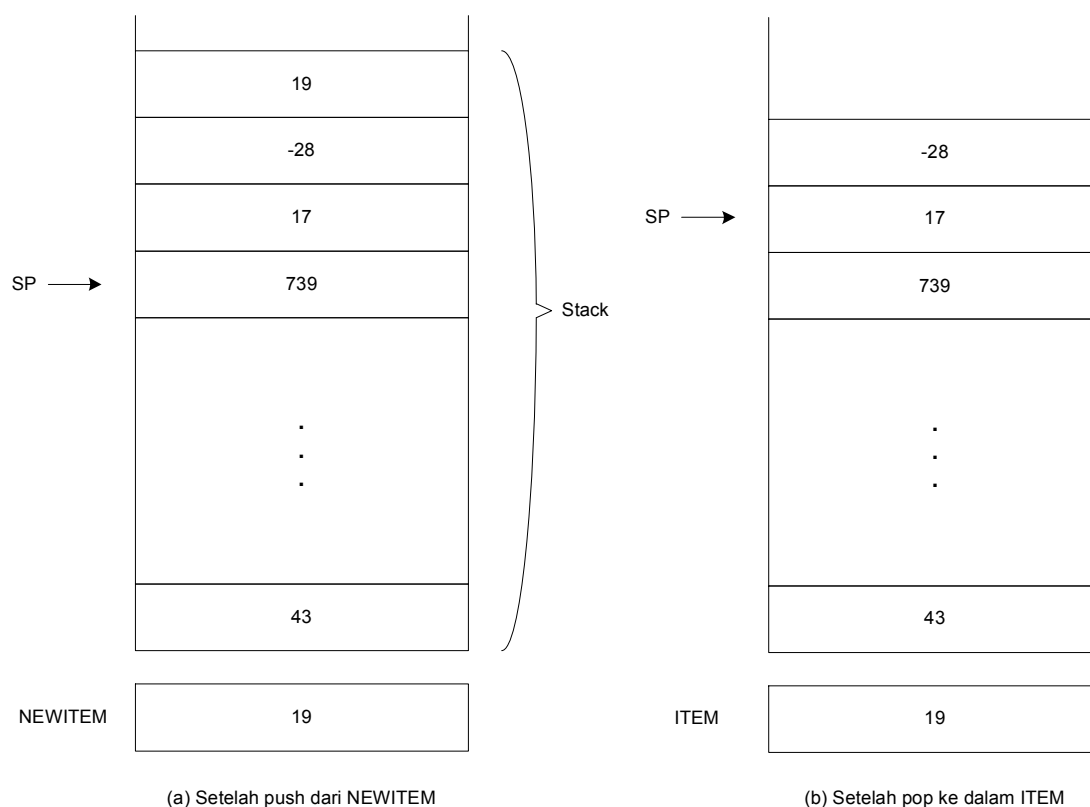 19
-28
17
SP
739
Stack
.
.
.
43
NEWITEM
19
(a) Setelah push dari NEWITEM
-28
SP
17
739
.
.
.
43
ITEM
19
(b) Setelah pop ke dalam ITEM